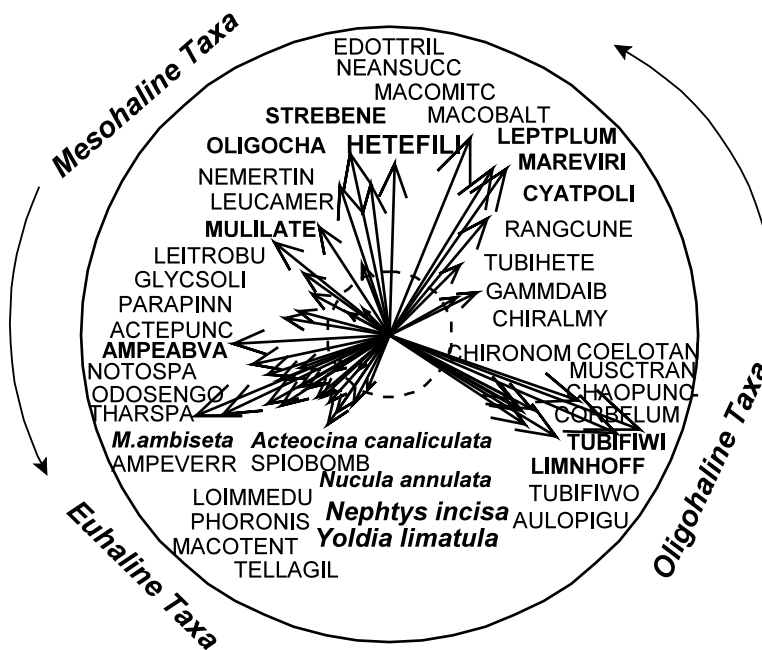 Mesohaline Taxa
EDOTTRIL
NEANSUCC
MACOMITC
STREBENE
MACOBALT
OLIGOCHA
HETEFILI
LEPTPLUM
MAREVIRI
NEMERTIN
CYATPOLI
LEUCAMER
MULILATE
RANGCUNE
LEITROBU
TUBIHETE
GLYCSOLI
GAMMDAIB
PARAPINN
CHIRALMY
ACTEPUNC
AMPEABVA
CHIRONOM
COELOTAN
NOTOSPA
MUSCTRAN
ODOSENGO
CHAOPUNC
THARSPA
CORBFLUM
M.ambiseta
Acteocina canaliculata
TUBIFIWI
AMPEVERR
SPIOBOMB
LIMNHOFF
Nucula annulata
TUBIFIWO
LOIMMEDU
PHORONIS
Nephtys incisa
AULOPIGU
MACOTENT
Yoldia limatula
TELLAGIL
Euhaline Taxa
Oligohaline Taxa